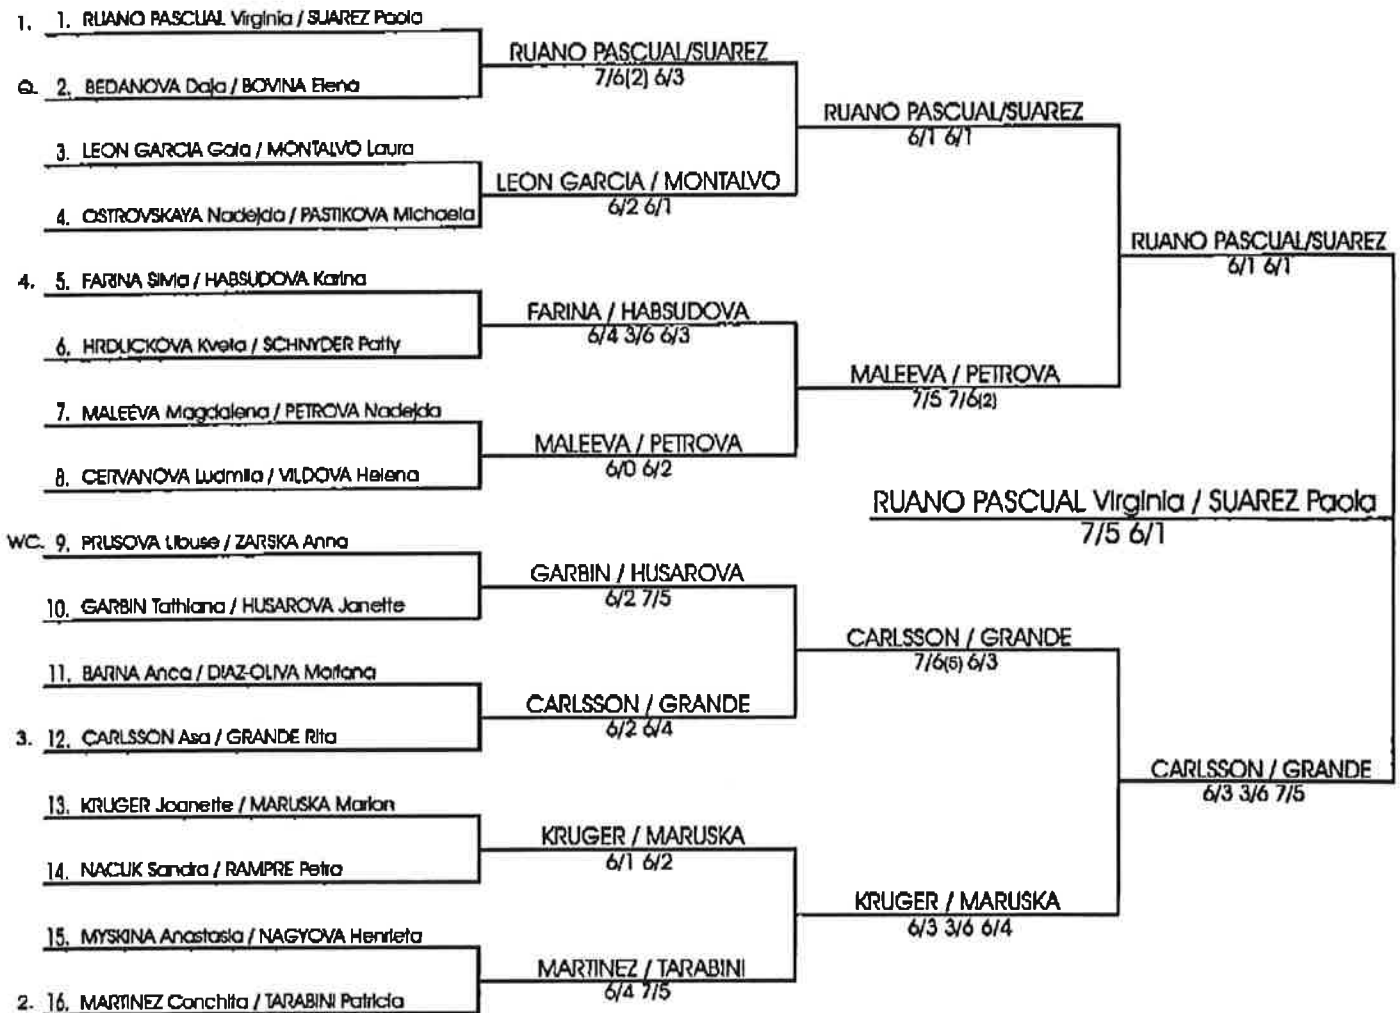 1. 1. RUANO PASCUAL Virginia / SUAREZ Paola
RUANO PASCUAL/SUAREZ
7/6(2) 6/3
Q. 2. BEDANOVA Daja / BOVINA Elena
RUANO PASCUAL/SUAREZ
6/1 6/1
3. LEON GARCIA Gala / MONTALVO Laura
LEON GARCIA / MONTALVO
6/2 6/1
4. OSTROVSKAYA Nadejda / PASTIKOVA Michaela
RUANO PASCUAL/SUAREZ
6/1 6/1
4. 5. FARINA Silvia / HABSUDOVA Karina
FARINA / HABSUDOVA
6/4 3/6 6/3
6. HRDLICKOVA Kveta / SCHNYDER Patty
MALEEVA / PETROVA
7/5 7/6(2)
7. MALEEVA Magdalena / PETROVA Nadejda
MALEEVA / PETROVA
6/0 6/2
8. CERVANOVA Ludmila / VILDOVA Helena
RUANO PASCUAL Virginia / SUAREZ Paola
7/5 6/1
WC. 9. PRUSOVA Libuse / ZARSKA Anna
GARBIN / HUSAROVA
6/2 7/5
10. GARBIN Tathiana / HUSAROVA Janette
CARLSSON / GRANDE
7/6(5) 6/3
11. BARNA Anca / DIAZ-OLIVA Mariana
CARLSSON / GRANDE
6/2 6/4
3. 12. CARLSSON Asa / GRANDE Rita
CARLSSON / GRANDE
6/3 3/6 7/5
13. KRUGER Joanette / MARUSKA Marion
KRUGER / MARUSKA
6/1 6/2
14. NACUK Sandra / RAMPRE Petra
KRUGER / MARUSKA
6/3 3/6 6/4
15. MYSKINA Anastasia / NAGYOVA Henrieta
MARTINEZ / TARABINI
6/4 7/5
2. 16. MARTINEZ Conchita / TARABINI Patricia